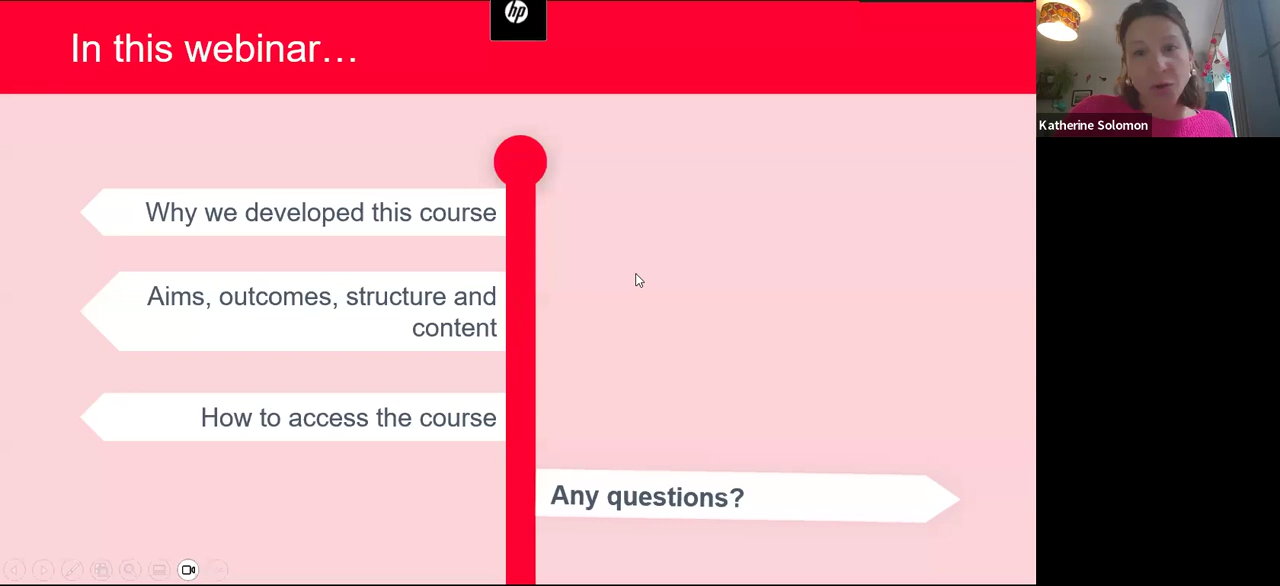 In this webinar…
hp
Katherine Solomon
Why we developed this course
Aims, outcomes, structure and
content
How to access the course
Any questions?